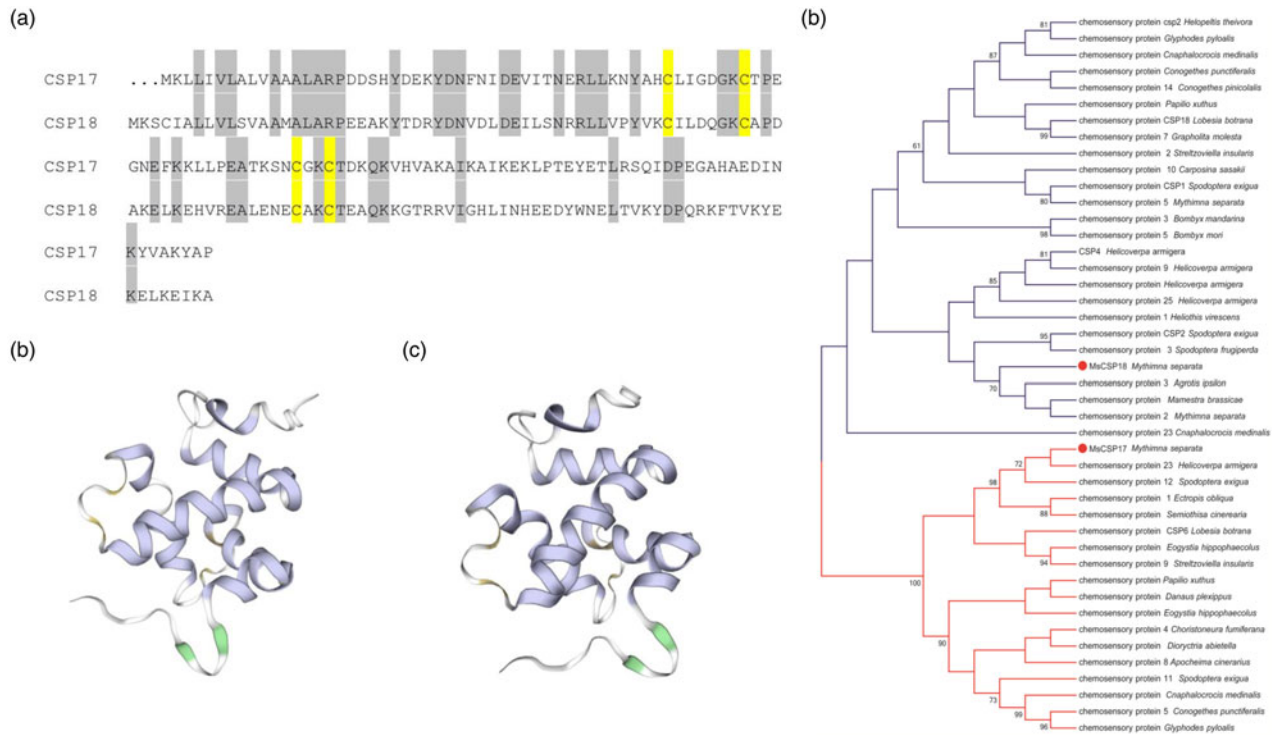 (a)
CSP17 ...MKLLIVLALVAAALARPDDSHYDEKYDNFNIDEVITNERLLKNYAHCLIGDGKCTPE
CSP18 MKSCIALLVLSVAAMALARPEEAKYTDRYDNVDLDEILSNRRLLVPYVKCILDQGKCAPD
CSP17 GNEFKKLLPEATKSNCGKCTDKQKVHVAKAIKAIKEKLPTEYETLRSQIDPEGAHAEDIN
CSP18 AKELKEHVREALENECAKCTEAQKKGTRRVIGHLINHEEDYWNELTVKYDPQRKFTVKYE
CSP17 KYVAKYAP
CSP18 KELKEIKA
(b)
(c)
(b)
81
chemosensory protein csp2 Helopeltis theivora
chemosensory protein Glyphodes pyloalis
87
chemosensory protein Cnaphalocrocis medinalis
chemosensory protein Conogethes punctiferalis
chemosensory protein 14 Conogethes pinicolalis
chemosensory protein Papilio xuthus
chemosensory protein CSP18 Lobesia botrana
99
chemosensory protein 7 Grapholita molesta
61
chemosensory protein 2 Streltzoviella insularis
chemosensory protein 10 Carposina sasakii
chemosensory protein CSP1 Spodoptera exigua
80
chemosensory protein 5 Mythimna separata
chemosensory protein 3 Bombyx mandarina
98
chemosensory protein 5 Bombyx mori
81
CSP4 Helicoverpa armigera
chemosensory protein 9 Helicoverpa armigera
85
chemosensory protein Helicoverpa armigera
chemosensory protein 25 Helicoverpa armigera
chemosensory protein 1 Heliothis virescens
95
chemosensory protein CSP2 Spodoptera exigua
chemosensory protein 3 Spodoptera frugiperda
MsCSP18 Mythimna separata
70
chemosensory protein 3 Agrotis ipsilon
chemosensory protein Mamestra brassicae
chemosensory protein 2 Mythimna separata
chemosensory protein 23 Cnaphalocrocis medinalis
MsCSP17 Mythimna separata
72
chemosensory protein 23 Helicoverpa armigera
98
chemosensory protein 12 Spodoptera exigua
chemosensory protein 1 Ectropis obliqua
88
chemosensory protein Semiothisa cinerearia
chemosensory protein CSP6 Lobesia botrana
chemosensory protein Eogystia hippophaecolus
94
chemosensory protein 9 Streltzoviella insularis
100
chemosensory protein Papilio xuthus
chemosensory protein Danaus plexippus
chemosensory protein Eogystia hippophaecolus
90
chemosensory protein 4 Choristoneura fumiferana
chemosensory protein Dioryctria abietella
chemosensory protein 8 Apocheima cinerarius
chemosensory protein 11 Spodoptera exigua
73
chemosensory protein Cnaphalocrocis medinalis
99
chemosensory protein 5 Conogethes punctiferalis
96
chemosensory protein Glyphodes pyloalis